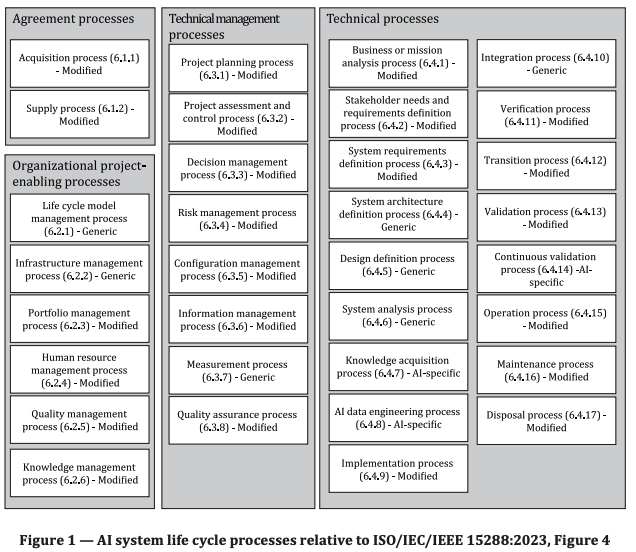 Agreement processes
Acquisition process (6.1.1)
- Modified
Supply process (6.1.2) -
Modified
Organizational project-
enabling processes
Life cycle model
management process
(6.2.1) - Generic
Infrastructure management
process (6.2.2) - Generic
Portfolio management
process (6.2.3) - Modified
Human resource
management process
(6.2.4) - Modified
Quality management
process (6.2.5) - Modified
Knowledge management
process (6.2.6) - Modified
Technical management
processes
Project planning process
(6.3.1) - Modified
Project assessment and
control process (6.3.2) -
Modified
Decision management
process (6.3.3) - Modified
Risk management process
(6.3.4) - Modified
Configuration management
process (6.3.5) - Modified
Information management
process (6.3.6) - Modified
Measurement process
(6.3.7) - Generic
Quality assurance process
(6.3.8) - Modified
Technical processes
Business or mission
analysis process (6.4.1) -
Modified
Stakeholder needs and
requirements definition
process (6.4.2) - Modified
System requirements
definition process (6.4.3) -
Modified
System architecture
definition process (6.4.4) -
Generic
Design definition process
(6.4.5) - Generic
System analysis process
(6.4.6) - Generic
Knowledge acquisition
process (6.4.7) - AI-specific
AI data engineering process
(6.4.8) - AI-specific
Implementation process
(6.4.9) - Modified
Integration process (6.4.10)
- Generic
Verification process
(6.4.11) - Modified
Transition process (6.4.12) -
Modified
Validation process (6.4.13) -
Modified
Continuous validation
process (6.4.14) -AI-
specific
Operation process (6.4.15) -
Modified
Maintenance process
(6.4.16) - Modified
Disposal process (6.4.17) -
Modified
Figure 1 — AI system life cycle processes relative to ISO/IEC/IEEE 15288:2023, Figure 4